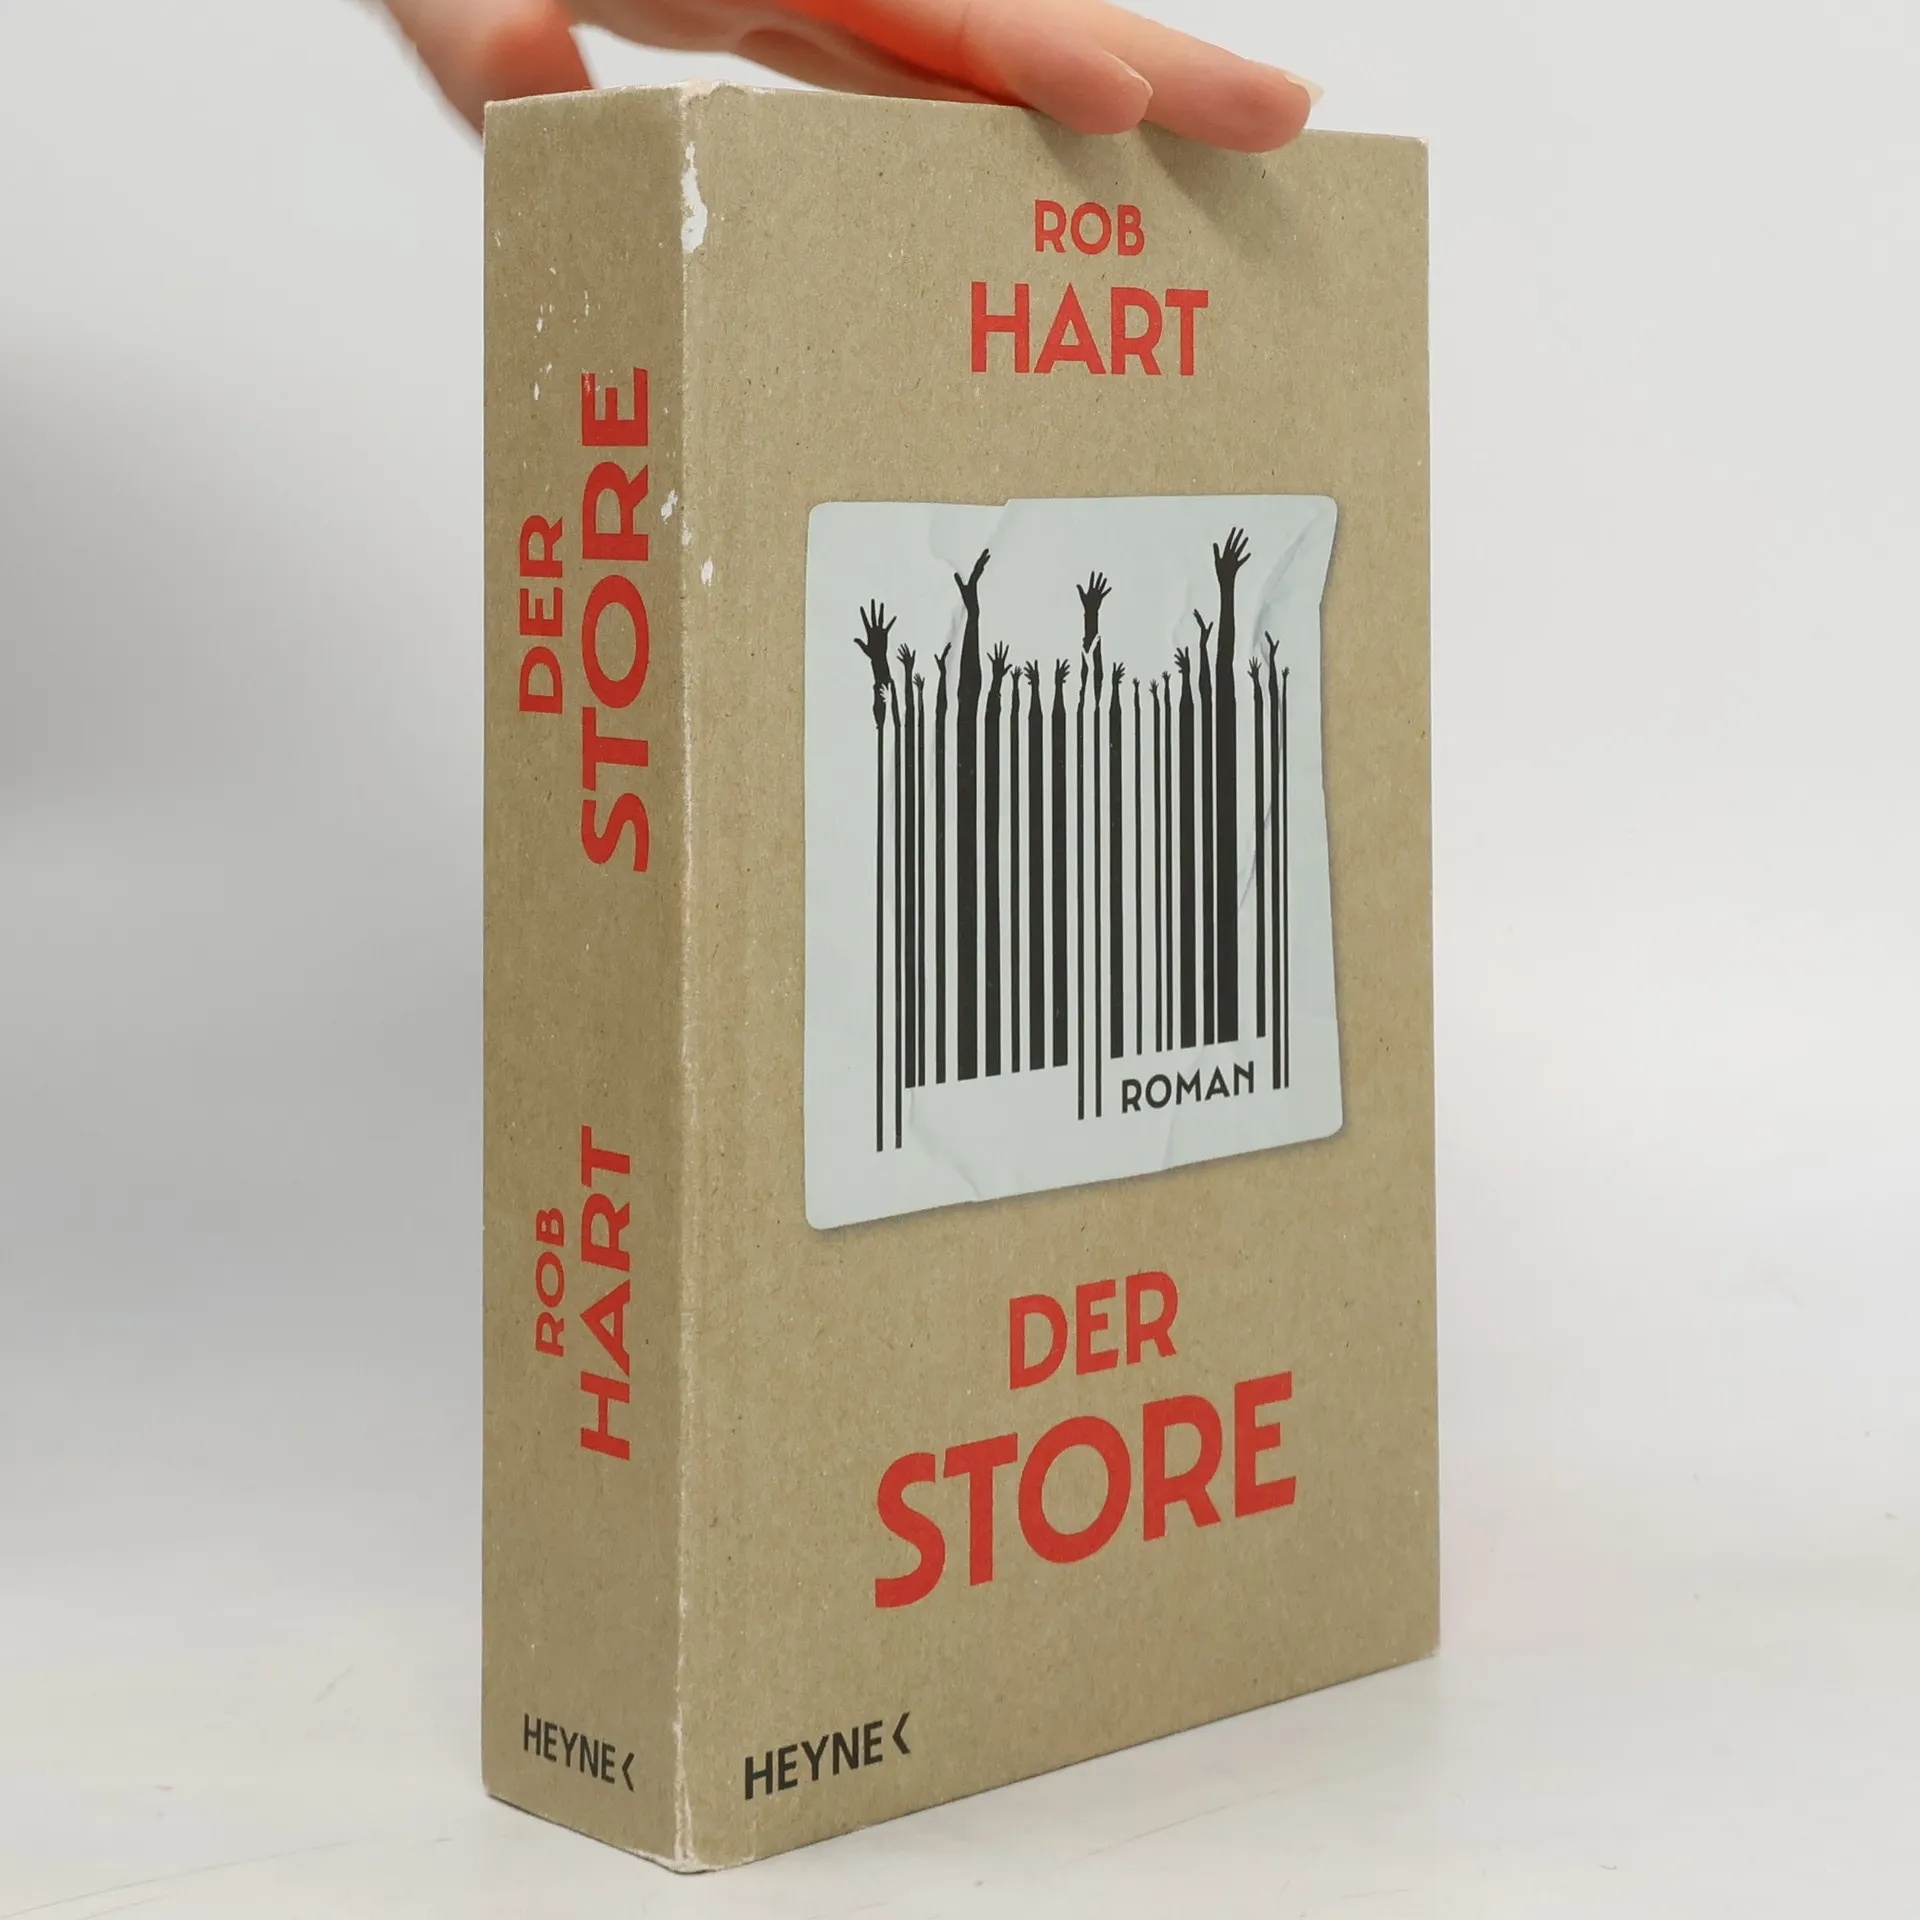 ROB
HART
ROMAN
DER
STORE
HEYNE
DER
STORE
ROB
HART
HEYNE